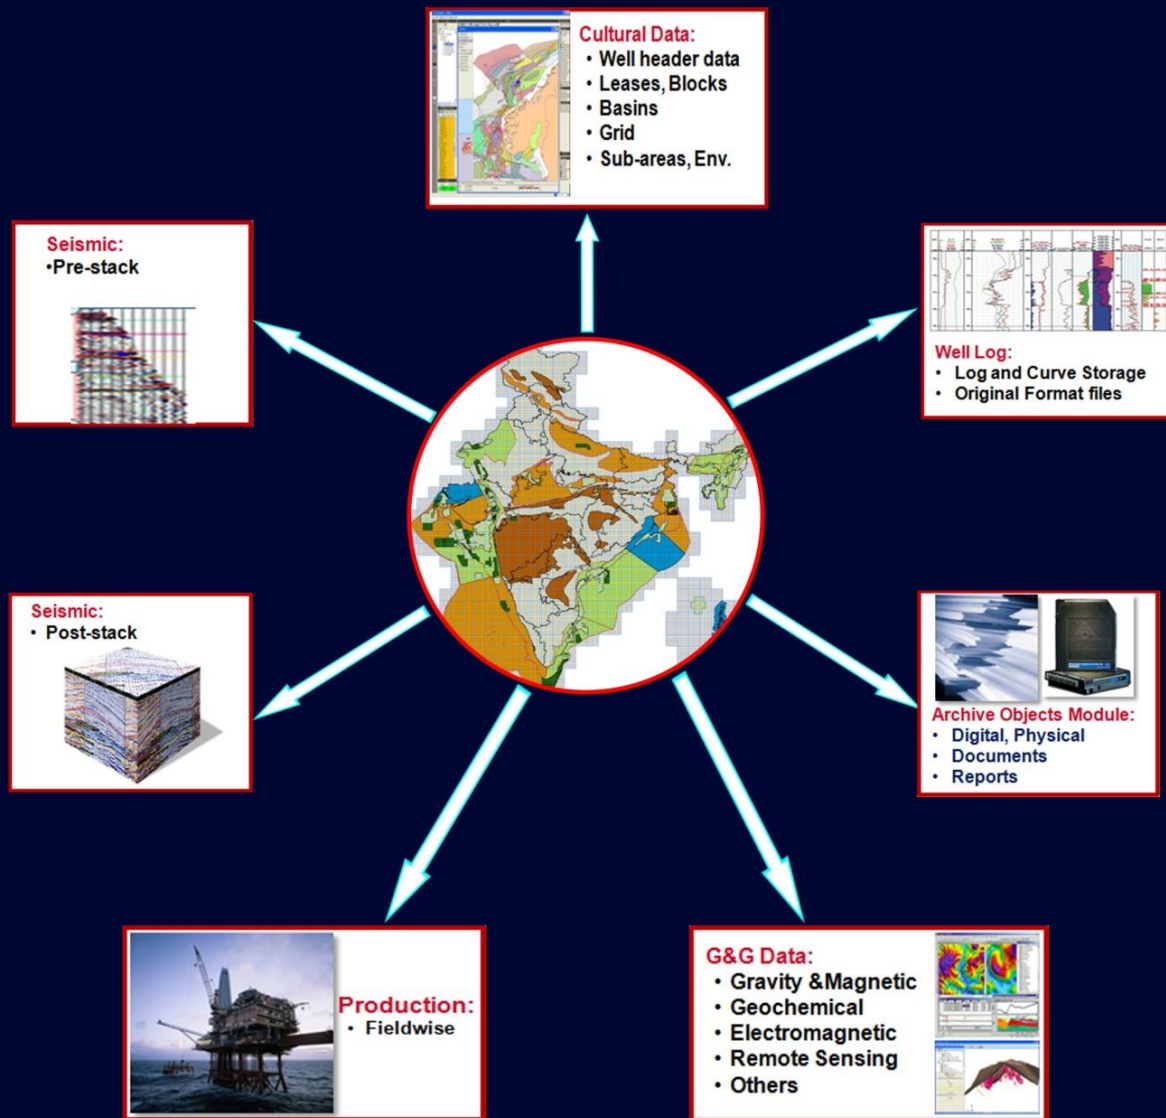 Cultural Data:
• Well header data
• Leases, Blocks
• Basins
• Grid
• Sub-areas, Env.
Seismic:
•Pre-stack
Well Log:
• Log and Curve Storage
• Original Format files
Seismic:
• Post-stack
Archive Objects Module:
• Digital, Physical
• Documents
• Reports
Production:
• Fieldwise
G&G Data:
• Gravity &Magnetic
• Geochemical
• Electromagnetic
• Remote Sensing
• Others